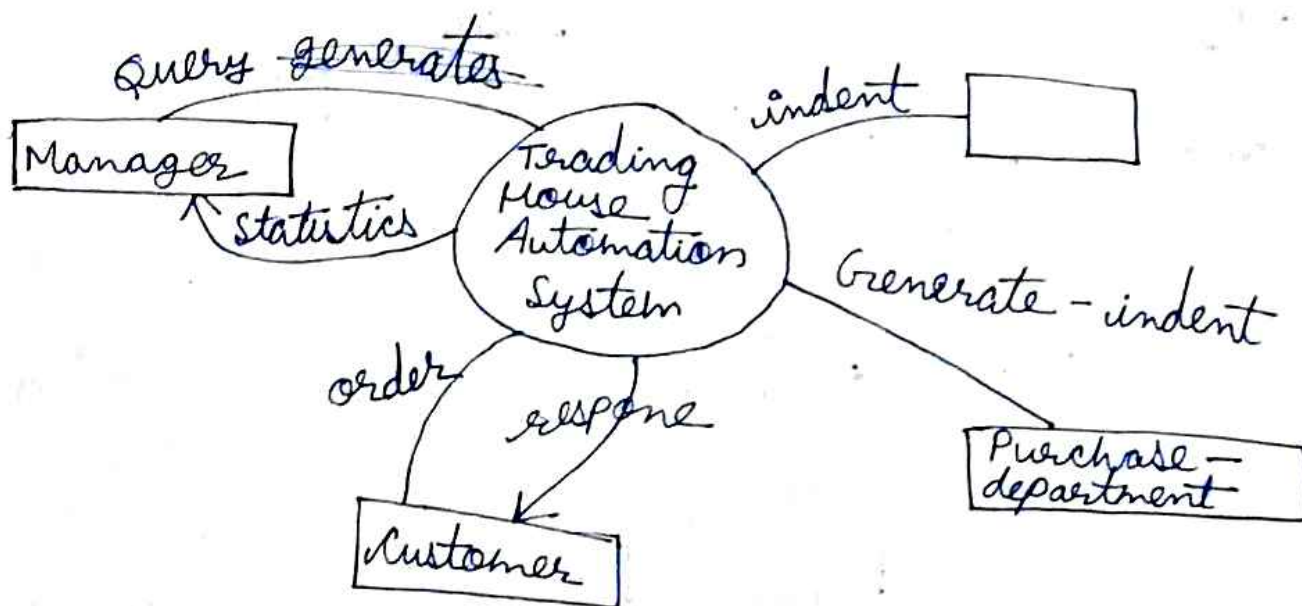 Query generates
indent
Manager
Trading
House
Automation
System
Statistics
Generate - indent
order
respone
Purchase -
department
Customer